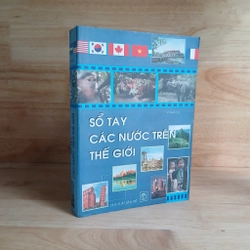 SỔ TAY
CÁC NƯỚC TRÊN
THẾ GIỚI